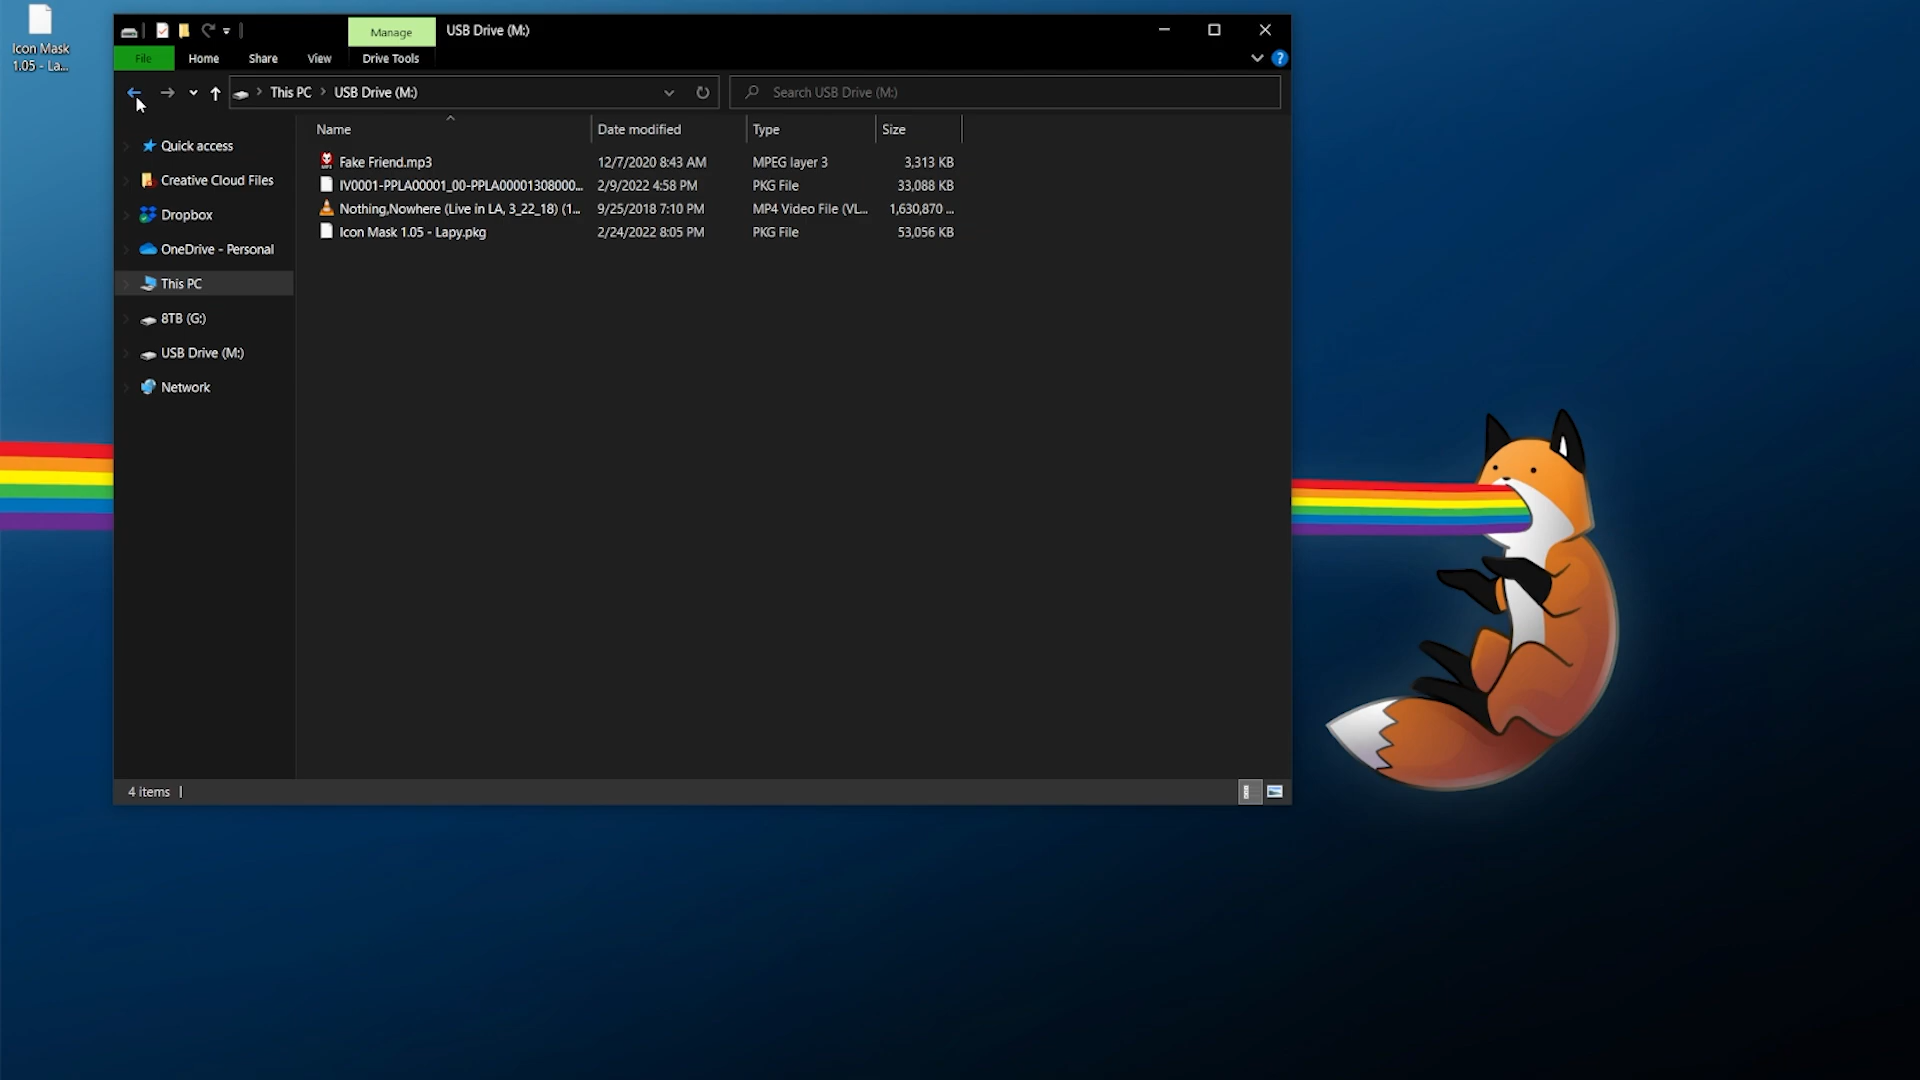 Icon Mask
1.05 - La...
Manage
USB Drive (M:)
File
Home
Share
View
Drive Tools
This PC
USB Drive (M:)
Search USB Drive (M:)
Name
Date modified
Type
Size
Quick access
Creative Cloud Files
Dropbox
OneDrive - Personal
This PC
8TB (G:)
USB Drive (M:)
Network
Fake Friend.mp3 12/7/2020 8:43 AM MPEG layer 3 3,313 KB
IV0001-PPLA00001_00-PPLA00001308000... 2/9/2022 4:58 PM PKG File 33,088 KB
Nothing,Nowhere (Live in LA, 3_22_18) (1... 9/25/2018 7:10 PM MP4 Video File (VL... 1,630,870 ...
Icon Mask 1.05 - Lapy.pkg 2/24/2022 8:05 PM PKG File 53,056 KB
4 items